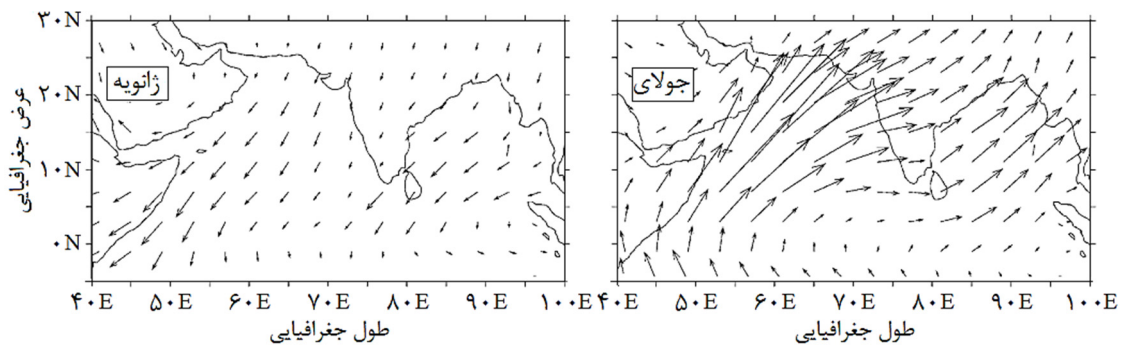 عرض جغرافیایی
۳۰N
۲۰N
۱۰N
۰N
ژانویه
۴۰E ۵۰E ۶۰E ۷۰E ۸۰E ۹۰E ۱۰۰E
طول جغرافیایی
جولای
۴۰E ۵۰E ۶۰E ۷۰E ۸۰E ۹۰E ۱۰۰E
طول جغرافیایی